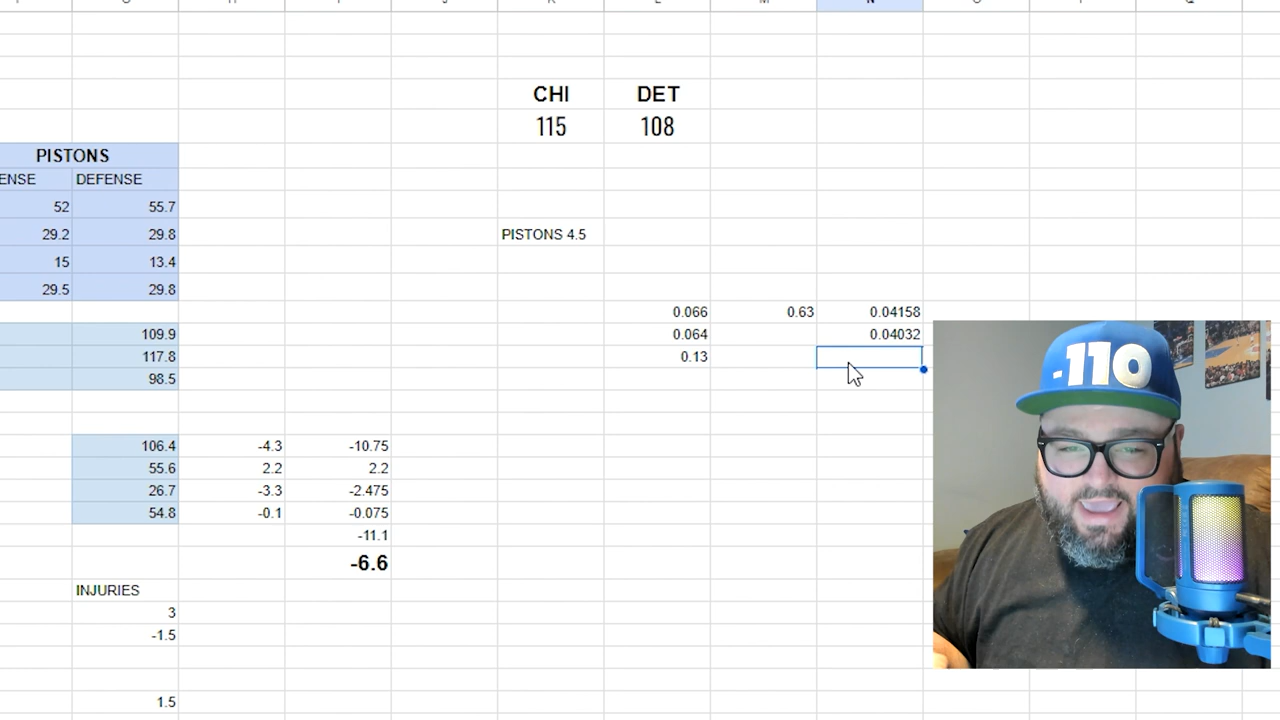 CHI DET
115 108
PISTONS
ENSE DEFENSE
52 55.7
29.2 29.8 PISTONS 4.5
15 13.4
29.5 29.8
0.066 0.63 0.04158
109.9 0.064 0.04032
117.8 0.13
98.5
-110
106.4 -4.3 -10.75
55.6 2.2 2.2
26.7 -3.3 -2.475
54.8 -0.1 -0.075
-11.1
-6.6
INJURIES
3
-1.5
1.5